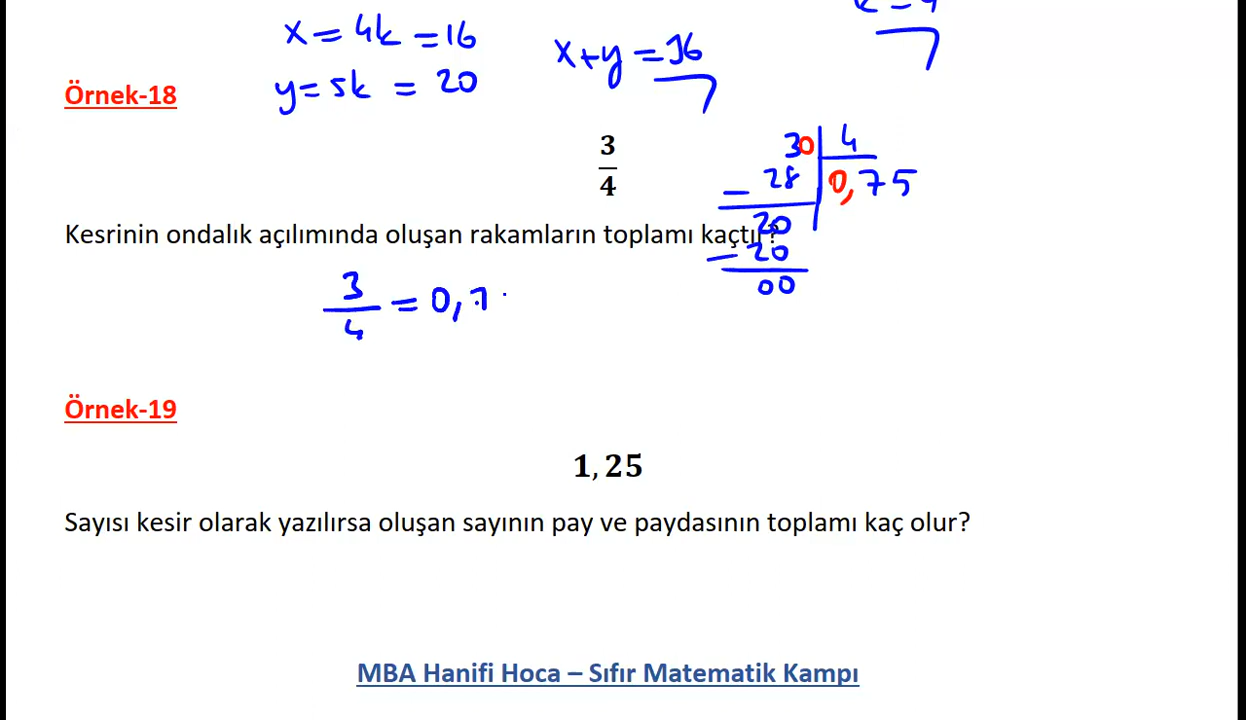 x = 4k = 16
y = 5k = 20
x+y = 36
Örnek-18
3
4
30 4
- 28 0,75
20
- 20
00
Kesrinin ondalık açılımında oluşan rakamların toplamı kaçtır?
3/4 = 0,7
Örnek-19
1,25
Sayısı kesir olarak yazılırsa oluşan sayının pay ve paydasının toplamı kaç olur?
MBA Hanifi Hoca – Sıfır Matematik Kampı